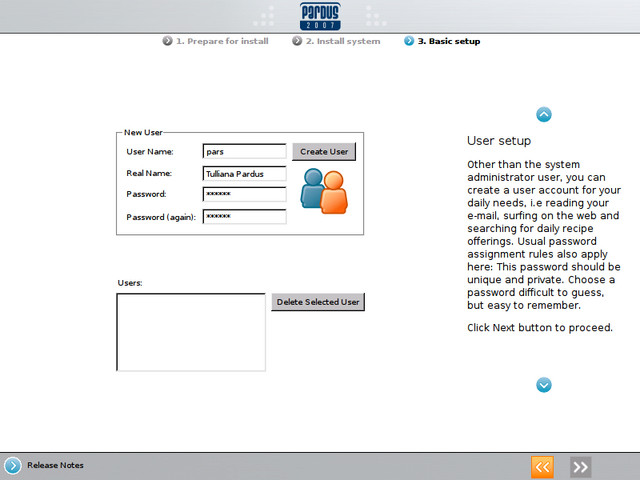 PARDUS
2007
1. Prepare for install
2. Install system
3. Basic setup
New User
User Name:
pars
Create User
Real Name:
Tulliana Pardus
Password:
******
Password (again):
******
Users:
Delete Selected User
User setup
Other than the system
administrator user, you can
create a user account for your
daily needs, i.e reading your
e-mail, surfing on the web and
searching for daily recipe
offerings. Usual password
assignment rules also apply
here: This password should be
unique and private. Choose a
password difficult to guess,
but easy to remember.
Click Next button to proceed.
Release Notes